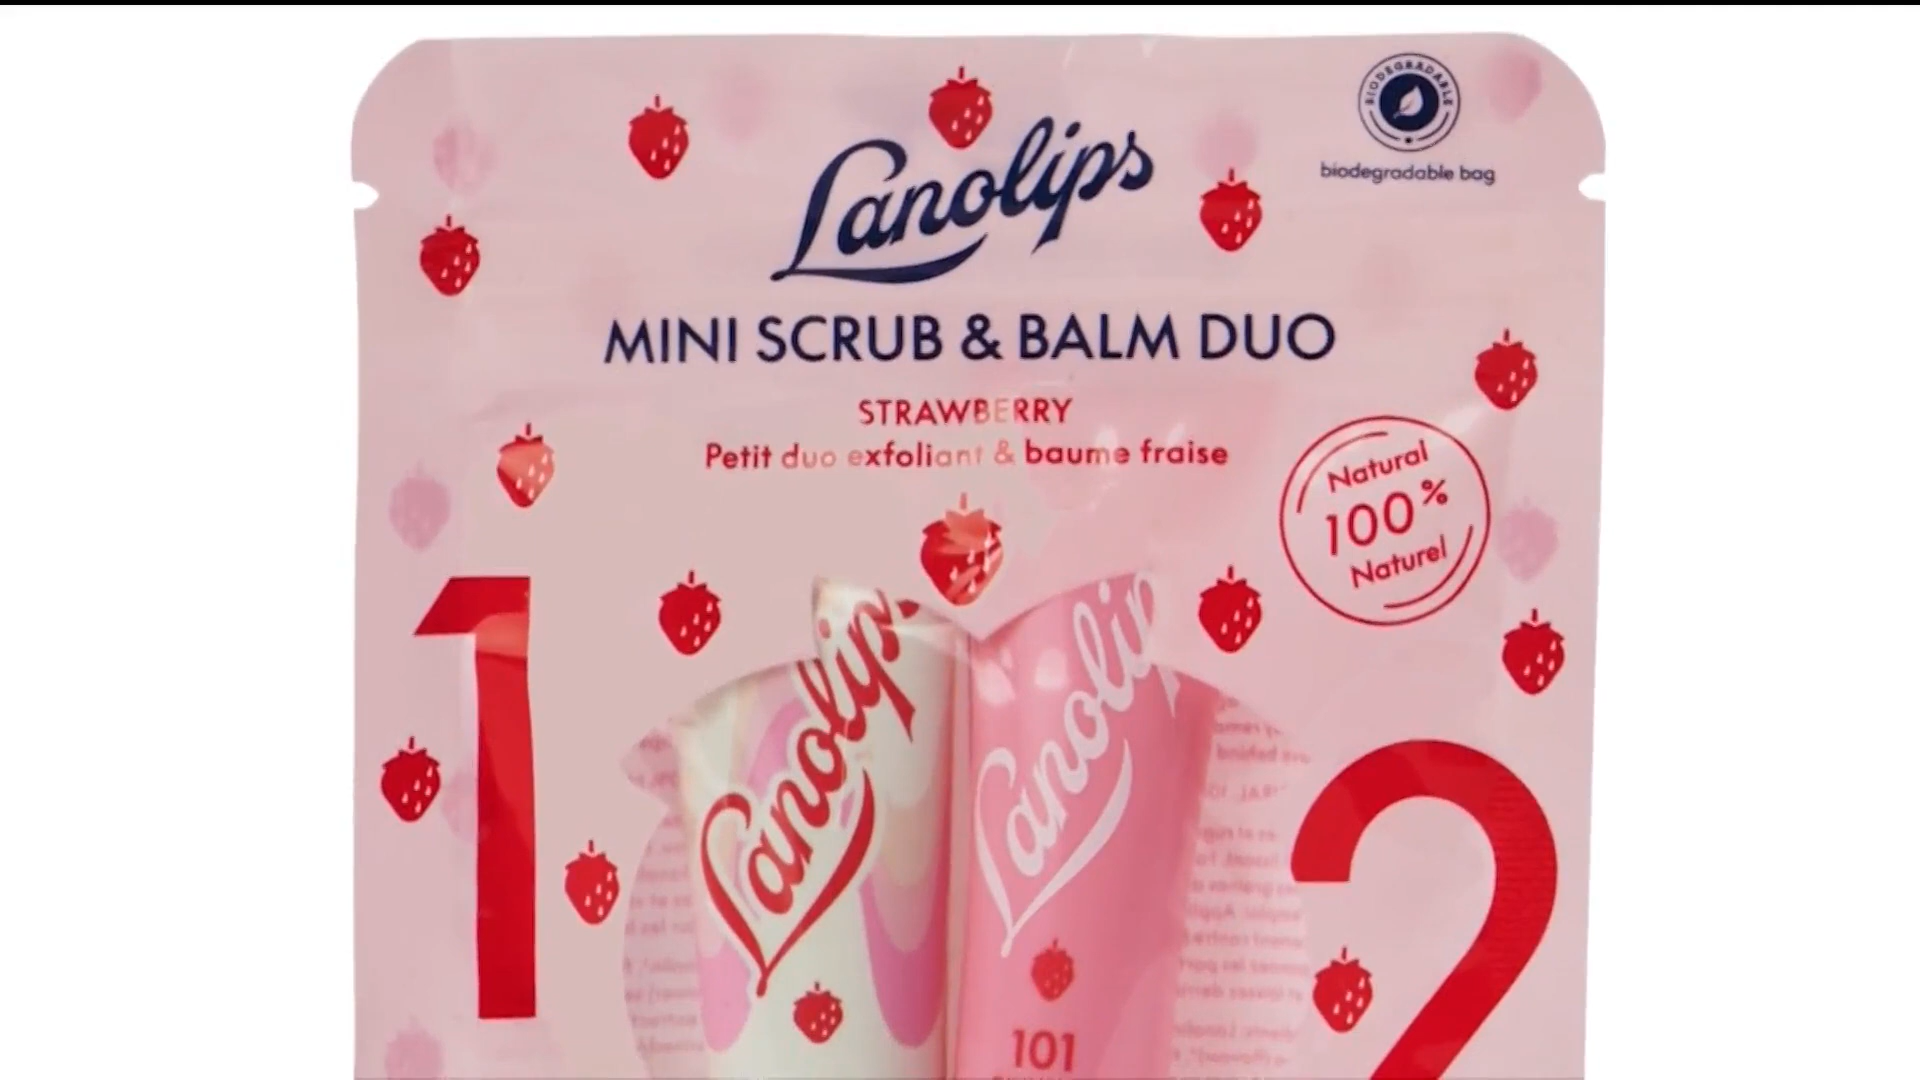 BIODEGRADABLE
biodegradable bag
Lanolips
MINI SCRUB & BALM DUO
STRAWBERRY
Petit duo exfoliant & baume fraise
Natural
100%
Naturel
1
2
Lanolips
Lanolip
101